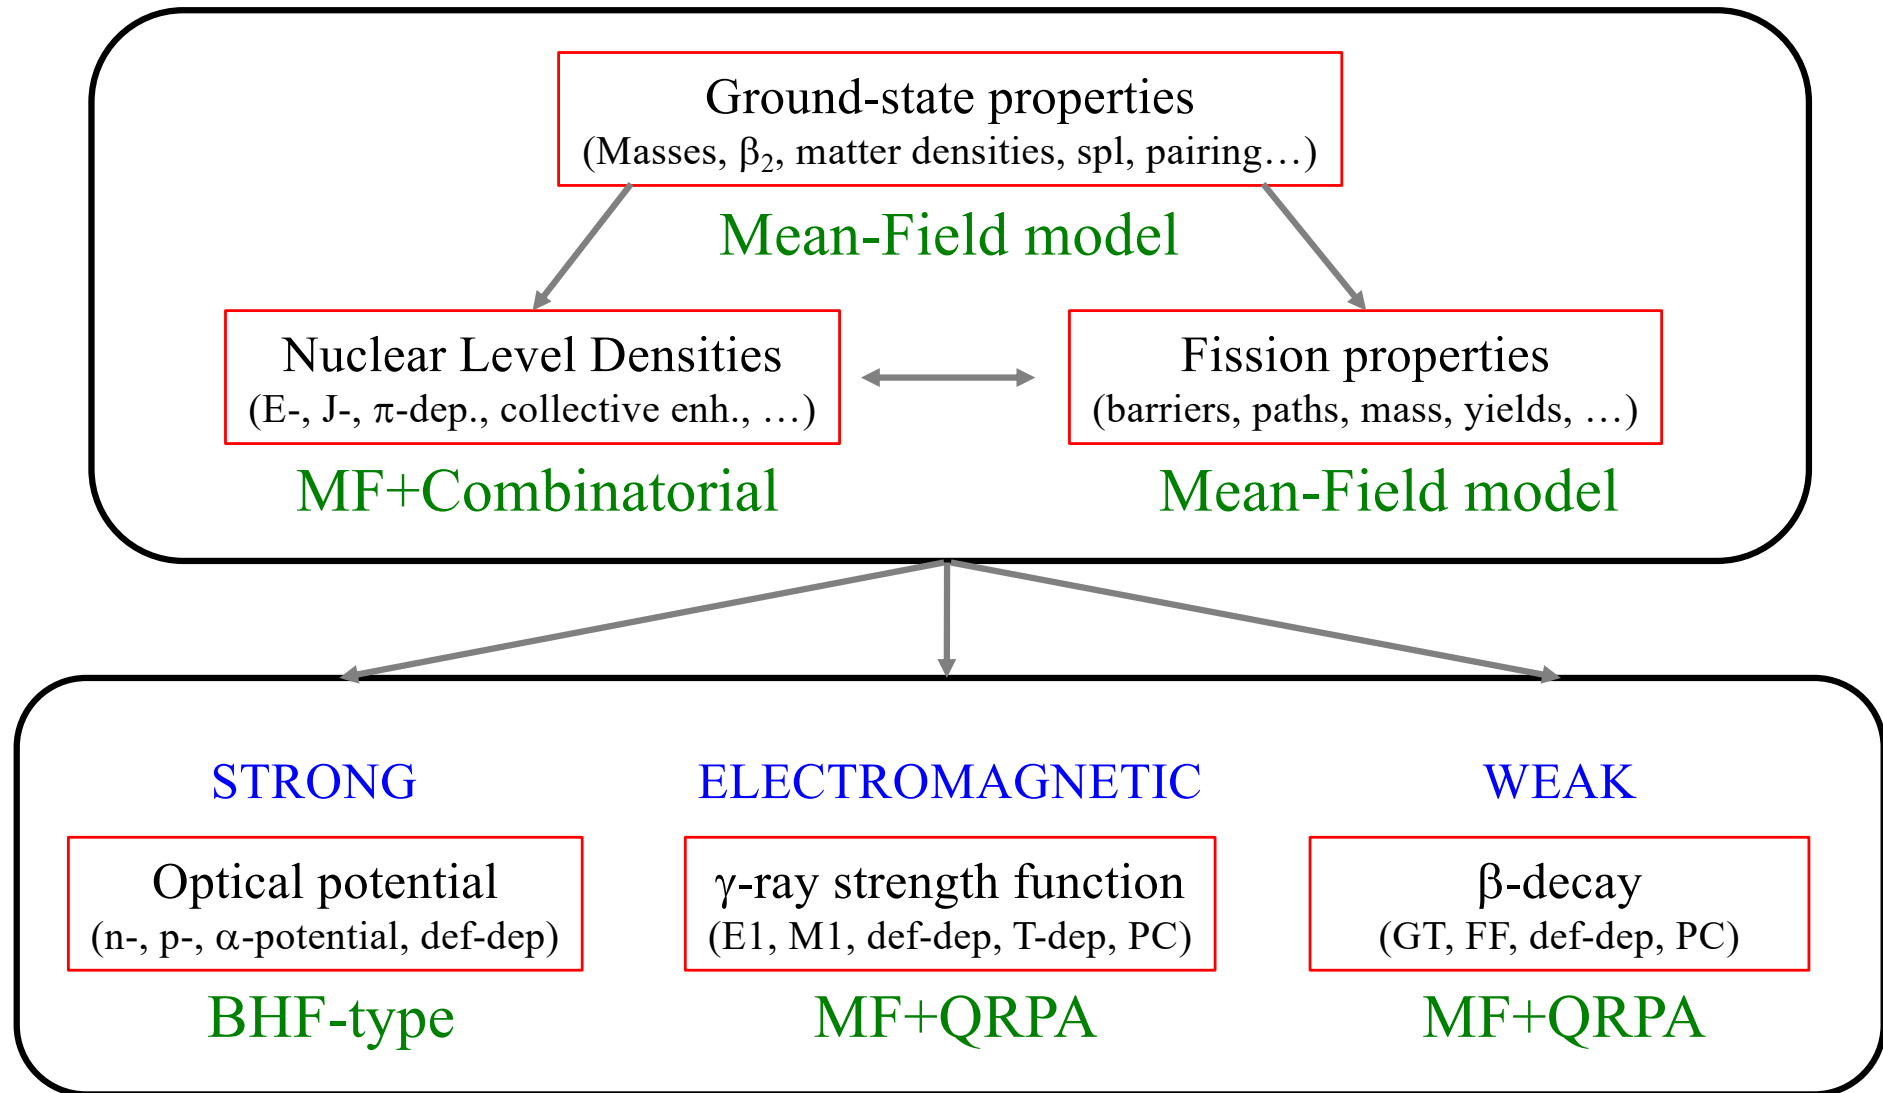 Ground-state properties
(Masses, β₂, matter densities, spl, pairing…)
Mean-Field model
Nuclear Level Densities
(E-, J-, π-dep., collective enh., …)
MF+Combinatorial
Fission properties
(barriers, paths, mass, yields, …)
Mean-Field model
STRONG
Optical potential
(n-, p-, α-potential, def-dep)
BHF-type
ELECTROMAGNETIC
γ-ray strength function
(E1, M1, def-dep, T-dep, PC)
MF+QRPA
WEAK
β-decay
(GT, FF, def-dep, PC)
MF+QRPA